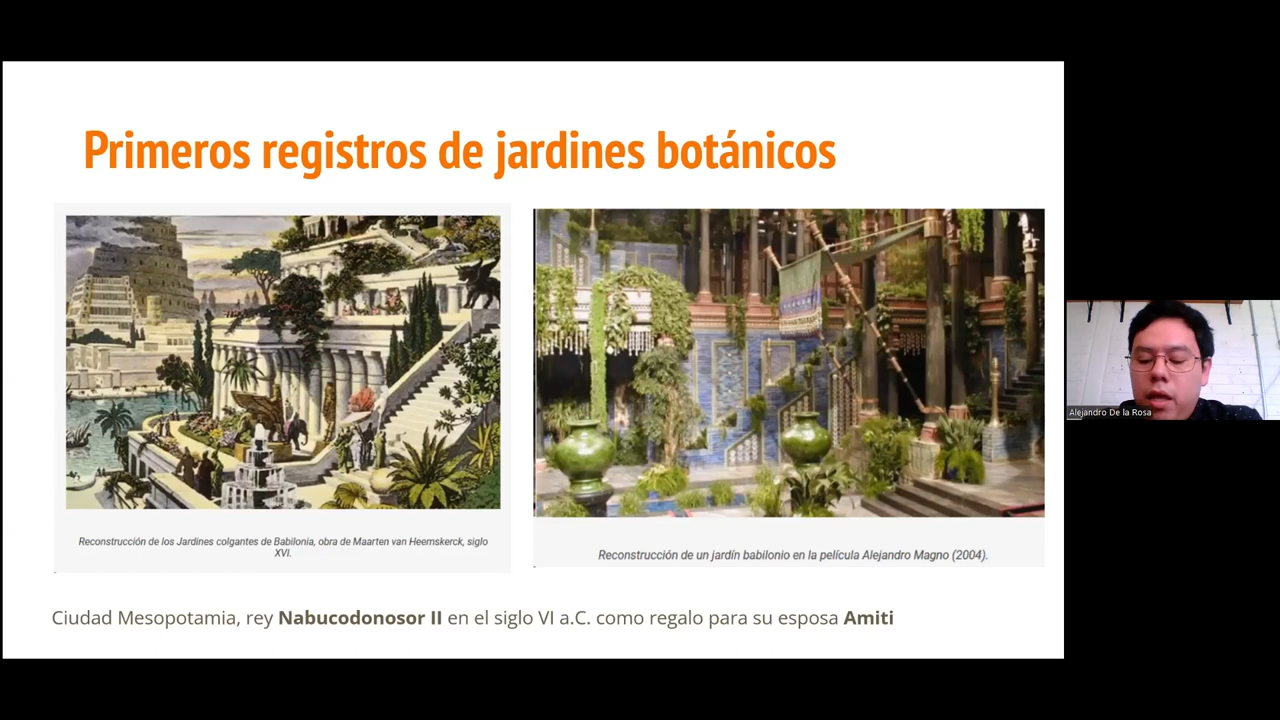 Primeros registros de jardines botánicos
Reconstrucción de los Jardines colgantes de Babilonia, obra de Maarten van Heemskerck, siglo
XVI.
Reconstrucción de un jardín babilonio en la película Alejandro Magno (2004).
Ciudad Mesopotamia, rey Nabucodonosor II en el siglo VI a.C. como regalo para su esposa Amiti
Alejandro De la Rosa